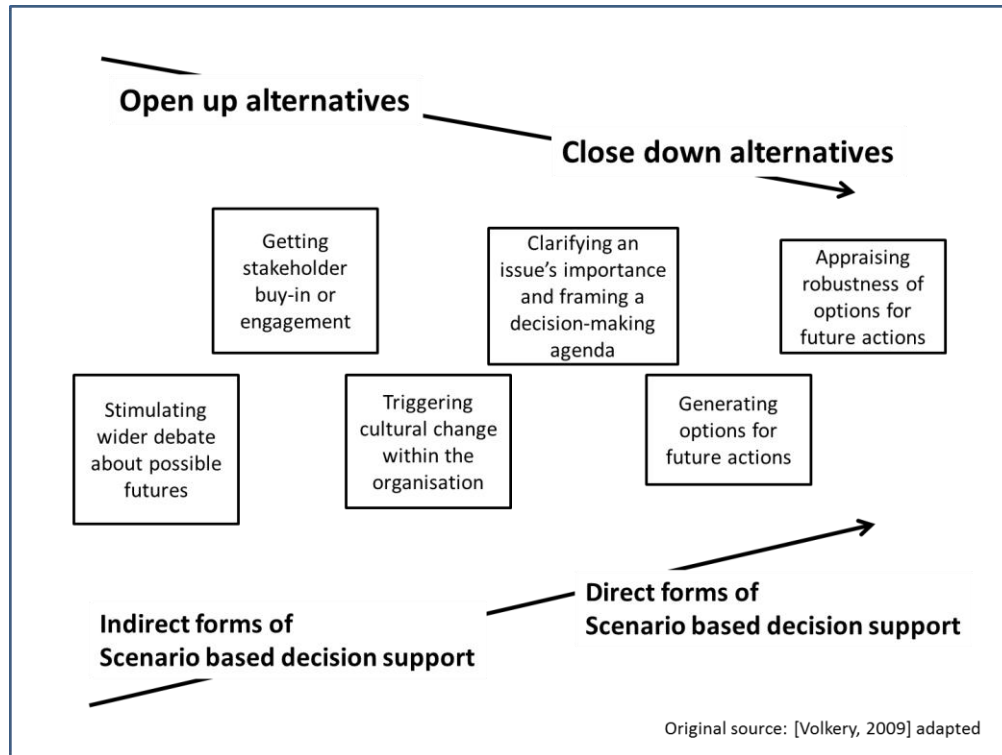 Open up alternatives
Close down alternatives
Getting
stakeholder
buy-in or
engagement
Clarifying an
issue's importance
and framing a
decision-making
agenda
Appraising
robustness of
options for
future actions
Stimulating
wider debate
about possible
futures
Triggering
cultural change
within the
organisation
Generating
options for
future actions
Indirect forms of
Scenario based decision support
Direct forms of
Scenario based decision support
Original source: [Volkery, 2009] adapted